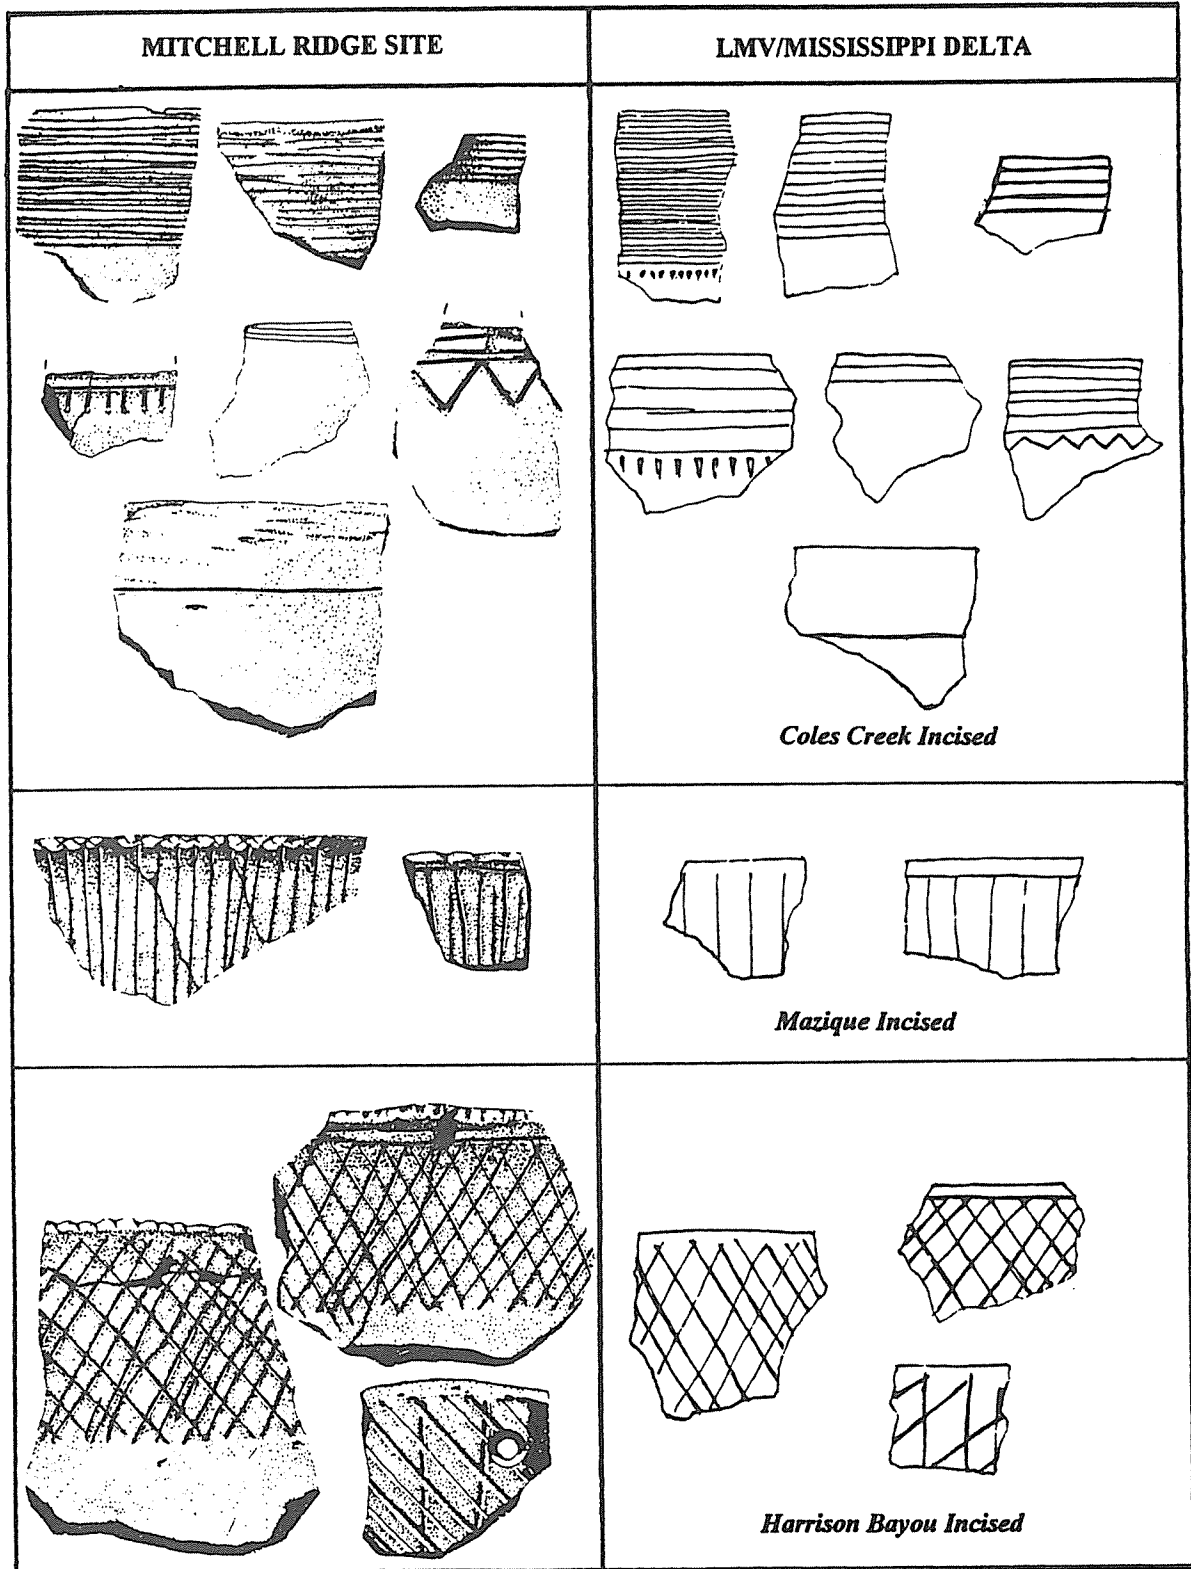 MITCHELL RIDGE SITE
LMV/MISSISSIPPI DELTA
Coles Creek Incised
Mazique Incised
Harrison Bayou Incised